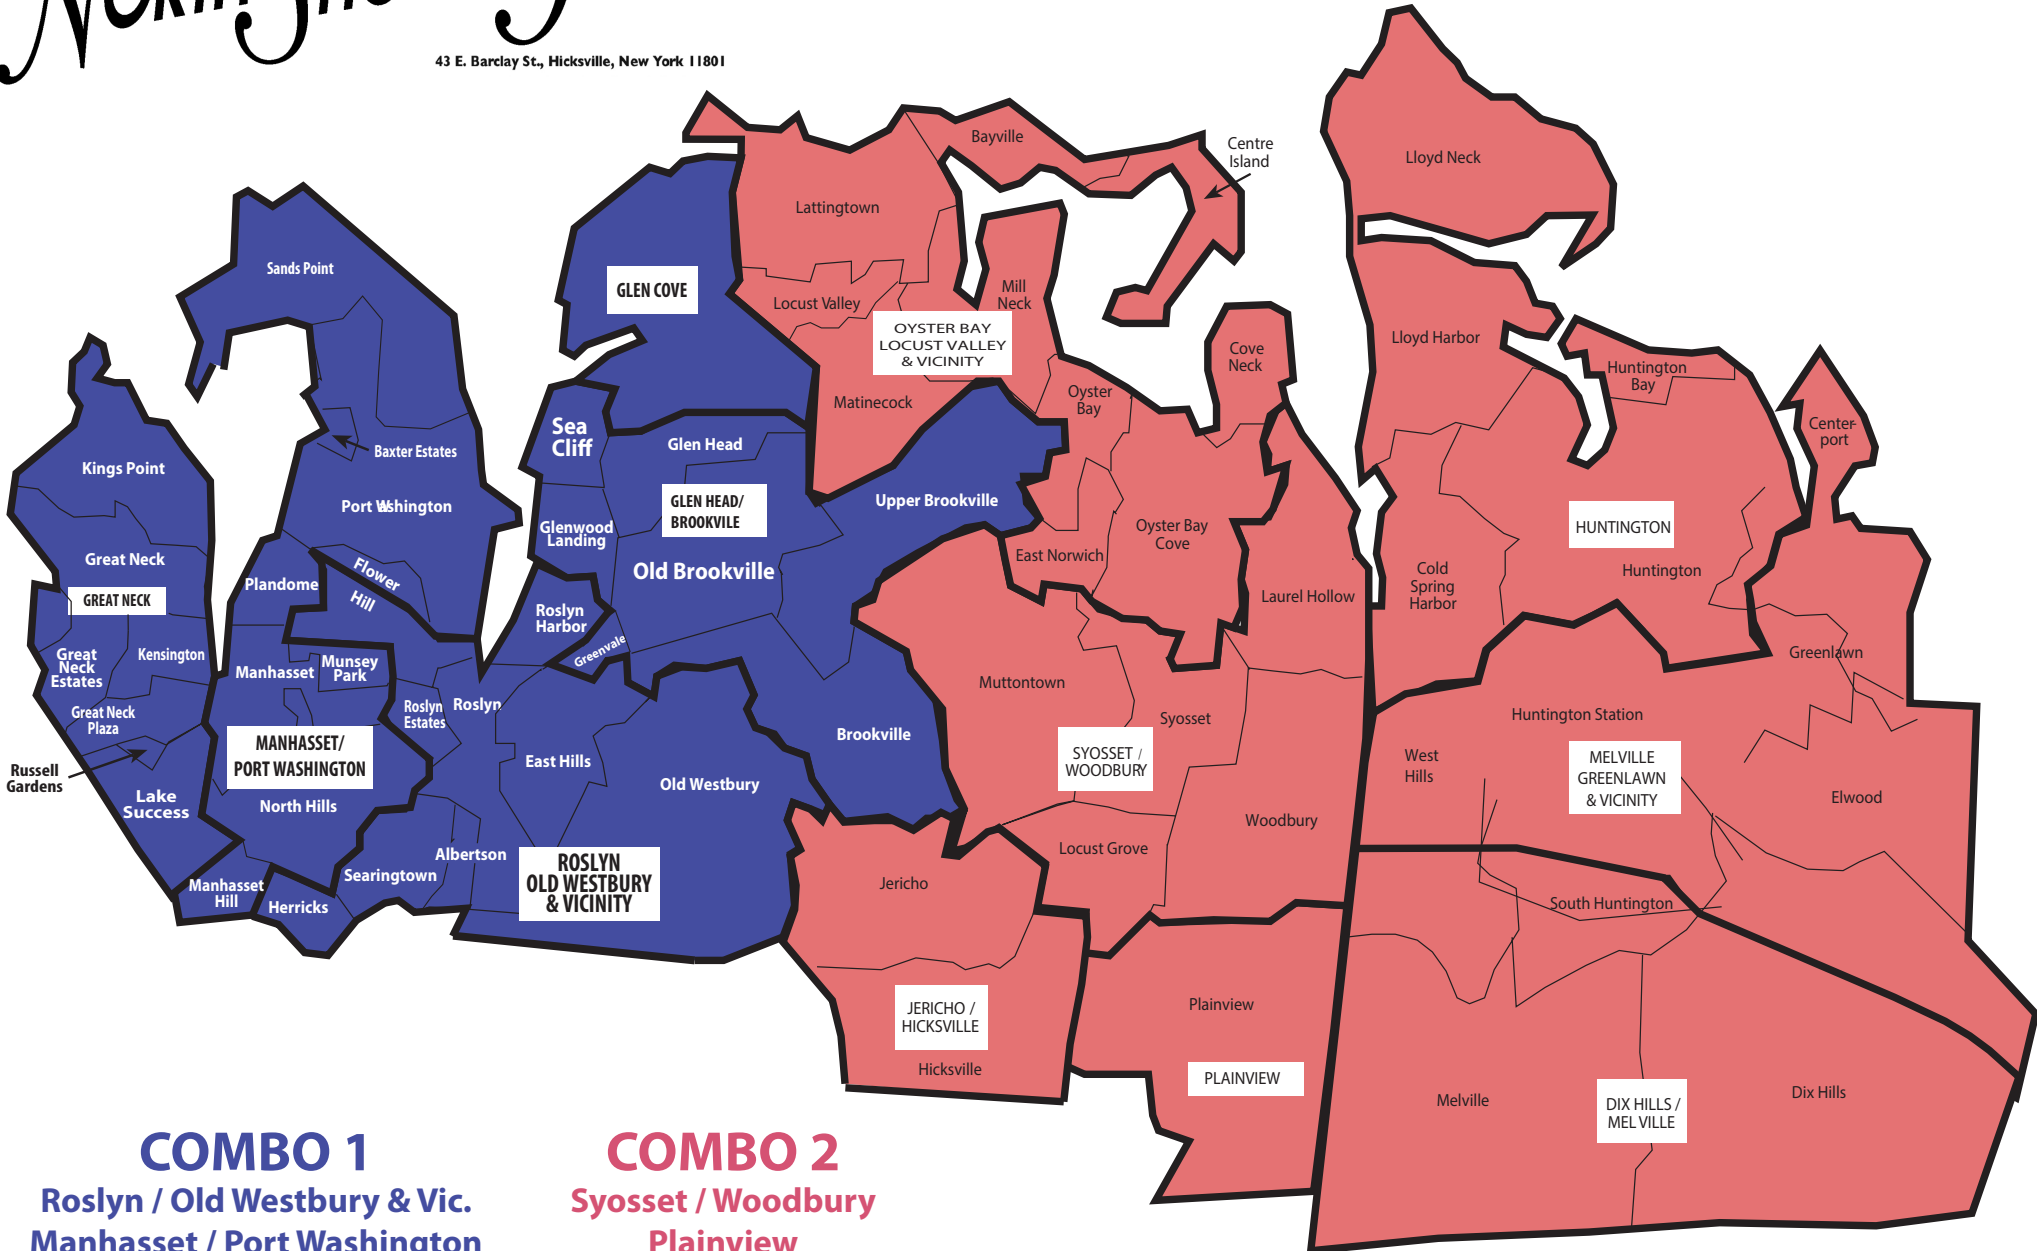 43 E. Barclay St., Hicksville, New York 11801
Bayville
Centre
Island
Lloyd Neck
Lattingtown
Sands Point
GLEN COVE
Locust Valley
Mill
Neck
OYSTER BAY
LOCUST VALLEY
& VICINITY
Lloyd Harbor
Cove
Neck
Huntington
Bay
Matinecock
Oyster
Bay
Center-
port
Sea
Cliff
Glen Head
Baxter Estates
Kings Point
GLEN HEAD/
BROOKVILE
Upper Brookville
Port Washington
Glenwood
Landing
Oyster Bay
Cove
HUNTINGTON
East Norwich
Great Neck
Old Brookville
Huntington
Flower
Hill
Plandome
Cold
Spring
Harbor
Laurel Hollow
GREAT NECK
Roslyn
Harbor
Greenvale
Greenlawn
Great
Neck
Estates
Kensington
Manhasset
Munsey
Park
Muttontown
Roslyn
Estates
Roslyn
Great Neck
Plaza
Syosset
Huntington Station
MANHASSET/
PORT WASHINGTON
Brookville
SYOSSET /
WOODBURY
West
Hills
MELVILLE
GREENLAWN
& VICINITY
Russell
Gardens
East Hills
Old Westbury
Lake
Success
North Hills
Elwood
Woodbury
Locust Grove
Albertson
Searingtown
ROSLYN
OLD WESTBURY
& VICINITY
Jericho
Manhasset
Hill
Herricks
South Huntington
JERICHO /
HICKSVILLE
Plainview
Hicksville
PLAINVIEW
Melville
DIX HILLS /
MELVILLE
Dix Hills
COMBO 1
Roslyn / Old Westbury & Vic.
Manhasset / Port Washington
COMBO 2
Syosset / Woodbury
Plainview